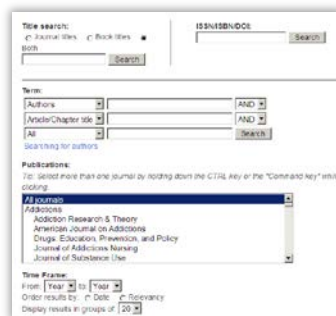 Title search:
Journal titles Book titles
Both
Search
ISSN/ISBN/DOI:
Search
Term:
Authors AND
Article/Chapter title AND
All Search
Searching for authors
Publications:
Tip: Select more than one journal by holding down the CTRL key or the "Command key" whil
clicking.
All journals
Addictions
Addiction Research & Theory
American Journal on Addictions
Drugs: Education, Prevention, and Policy
Journal of Addictions Nursing
Journal of Substance Use
Time Frame:
From: Year to: Year
Order results by: Date Relevancy
Display results in groups of: 20